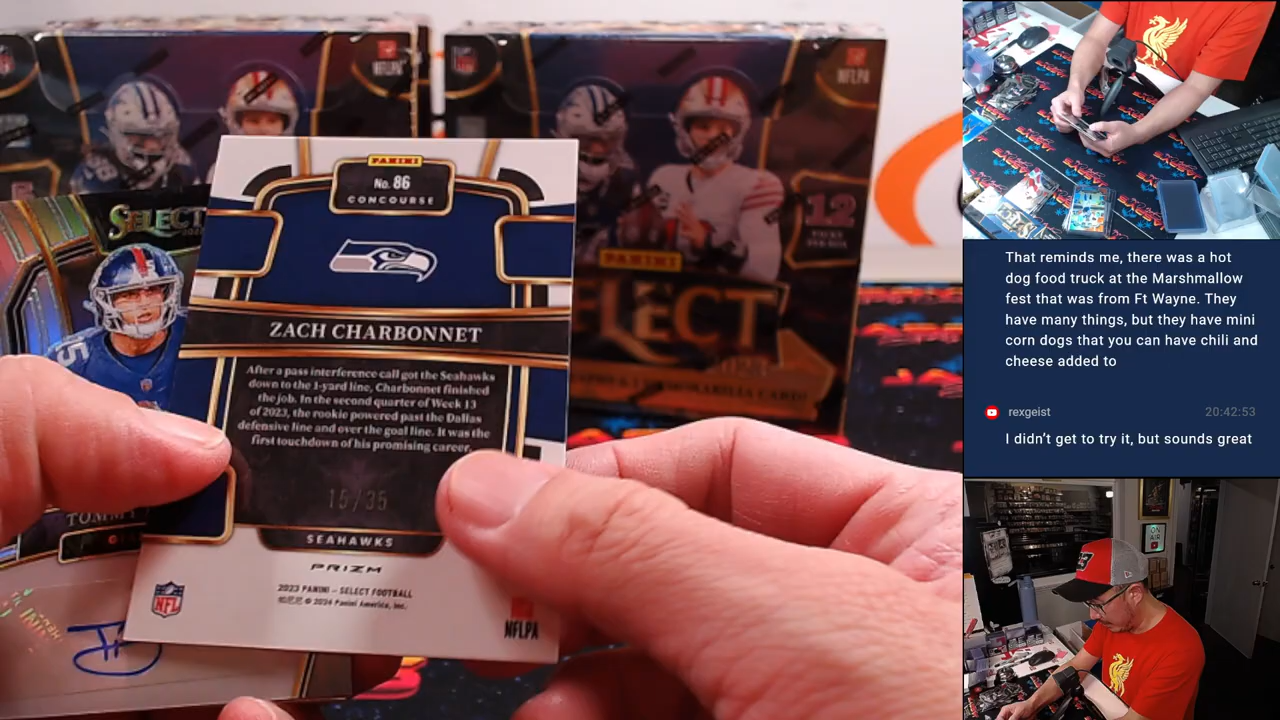 NFLPA
NFLPA
12
PANINI
SELECT
SELECT
PANINI
No. 86
CONCOURSE
ZACH CHARBONNET
After a pass interference call got the Seahawks
down to the 1-yard line, Charbonnet finished
the job. In the second quarter of Week 13
of 2023, the rookie powered past the Dallas
defensive line and over the goal line. It was the
first touchdown of his promising career.
15/35
SEAHAWKS
PRIZM
2023 PANINI – SELECT FOOTBALL
© 2024 Panini America, Inc.
NFL
NFLPA
TOMMY
15
That reminds me, there was a hot
dog food truck at the Marshmallow
fest that was from Ft Wayne. They
have many things, but they have mini
corn dogs that you can have chili and
cheese added to
rexgeist 20:42:53
I didn’t get to try it, but sounds great
ON
AIR